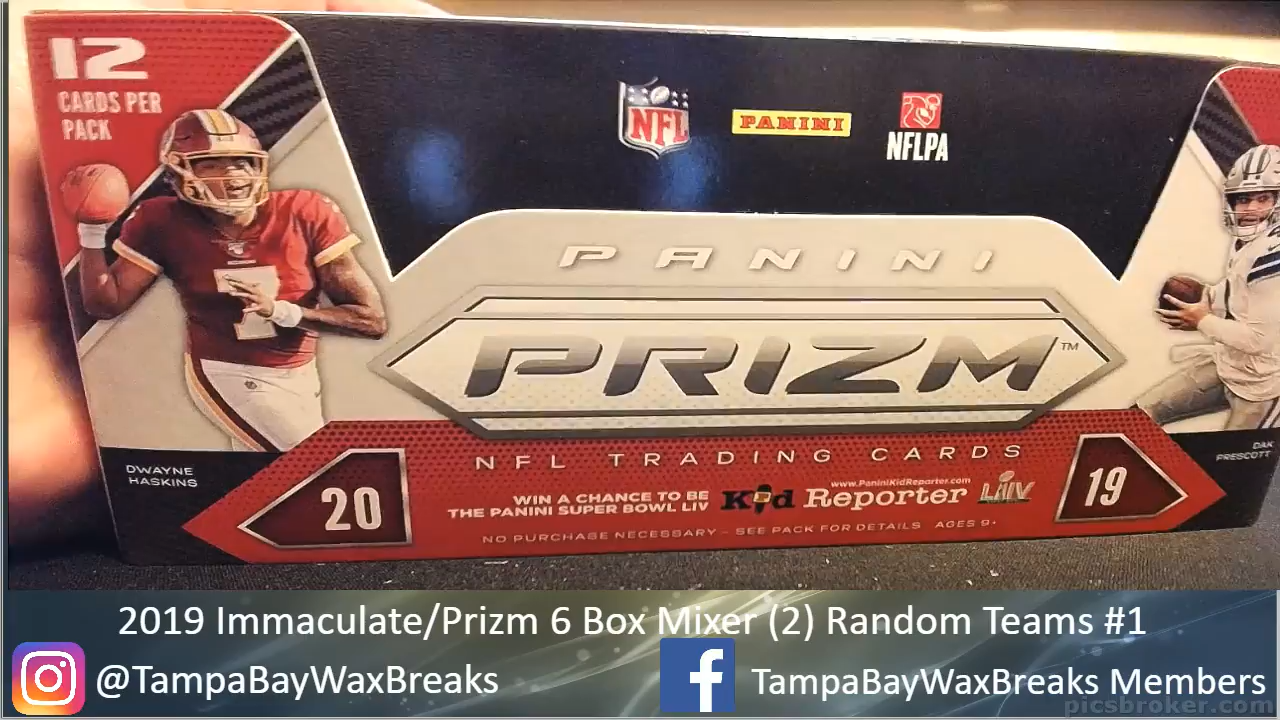 12
CARDS PER
PACK
NFL
PANINI
NFLPA
PANINI
PRIZM™
NFL TRADING CARDS
DWAYNE
HASKINS
DAK
PRESCOTT
20
19
WIN A CHANCE TO BE
THE PANINI SUPER BOWL LIV
www.PaniniKidReporter.com
Kid Reporter
LIV
NO PURCHASE NECESSARY - SEE PACK FOR DETAILS AGES 9+
7
2019 Immaculate/Prizm 6 Box Mixer (2) Random Teams #1
@TampaBayWaxBreaks
f
TampaBayWaxBreaks Members
picsbroker.com